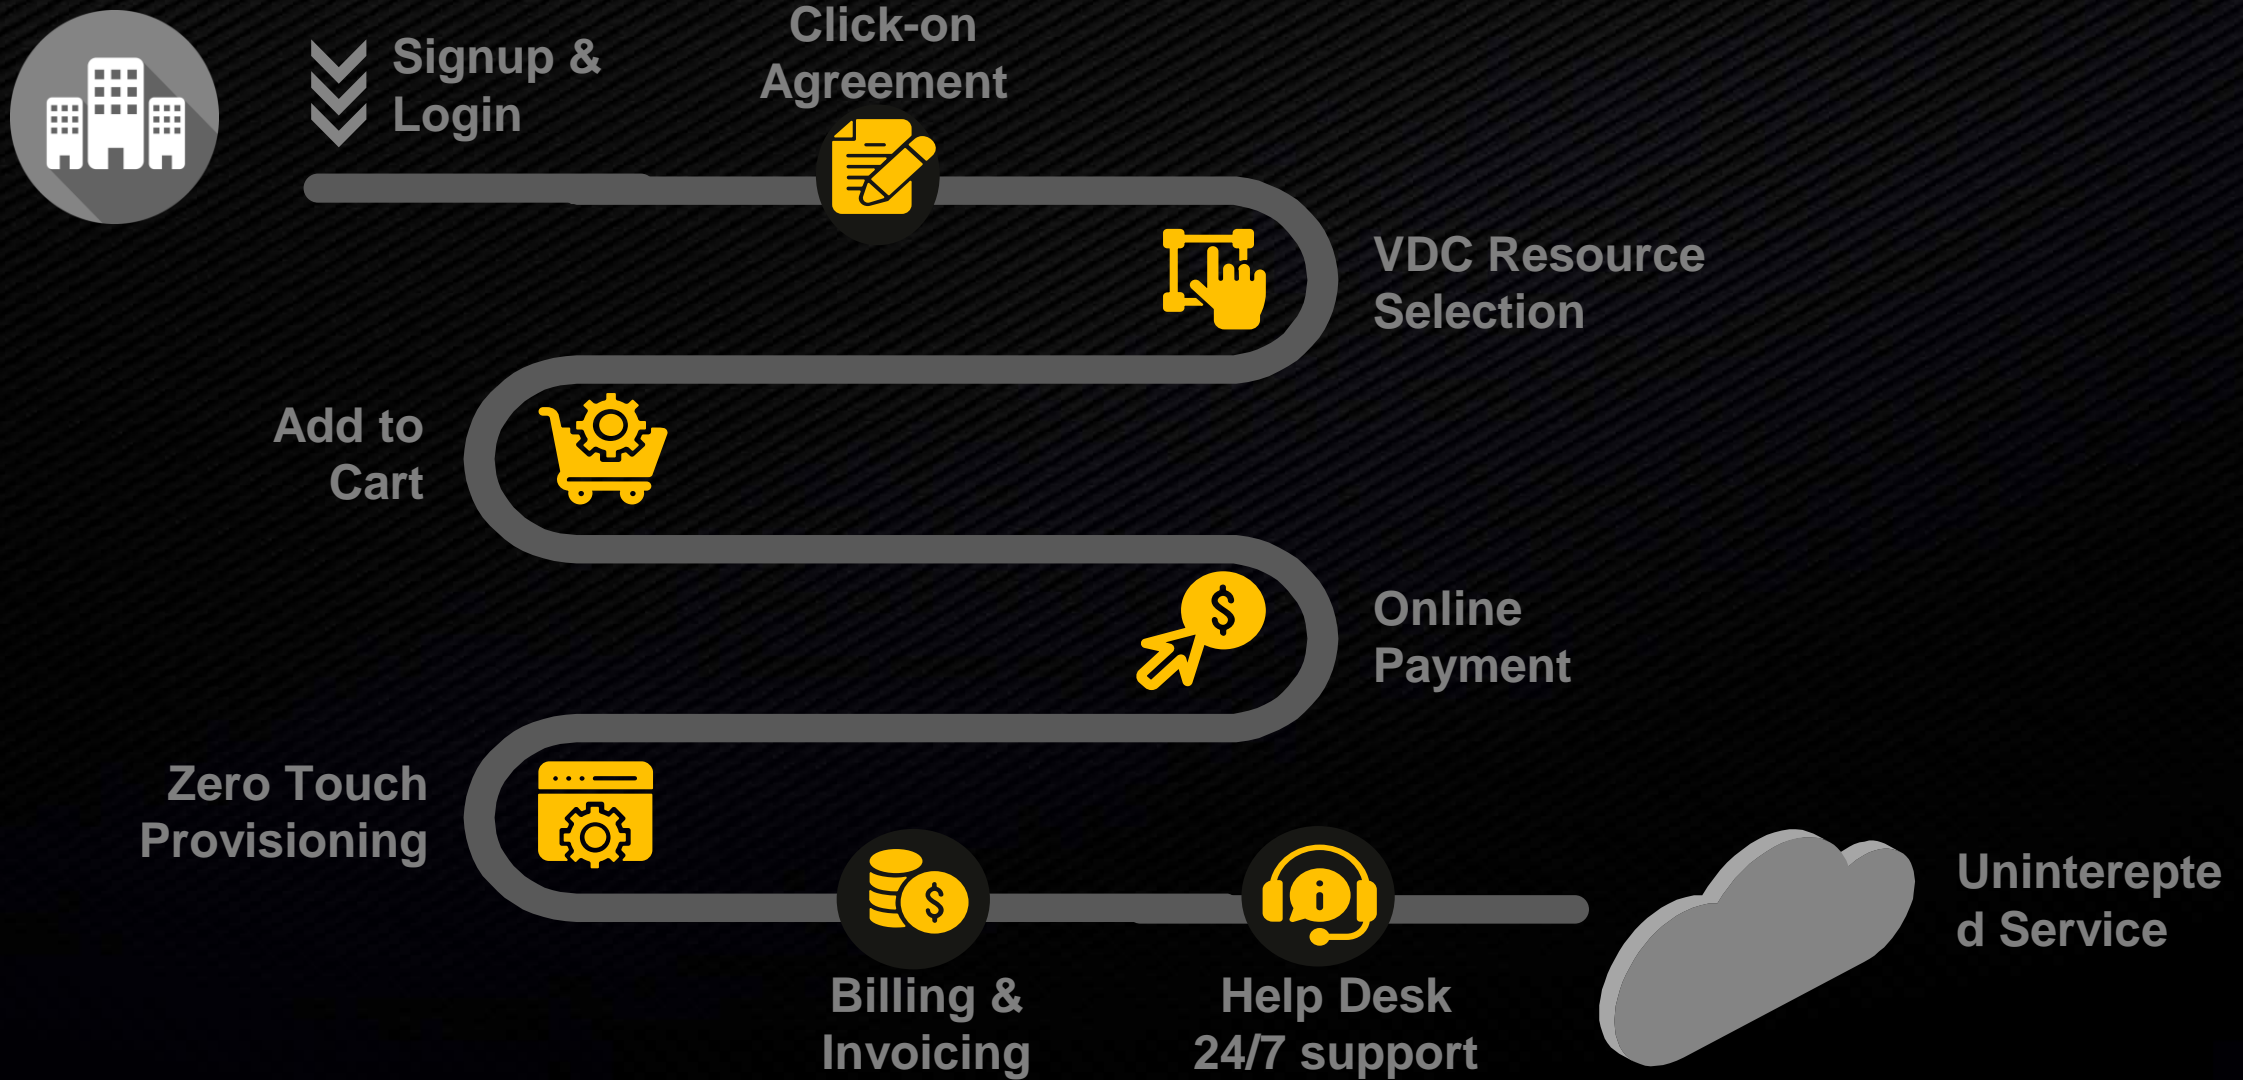 Signup &
Login
Click-on
Agreement
VDC Resource
Selection
Add to
Cart
$
Online
Payment
Zero Touch
Provisioning
$
Billing &
Invoicing
i
Help Desk
24/7 support
Uninterepte
d Service